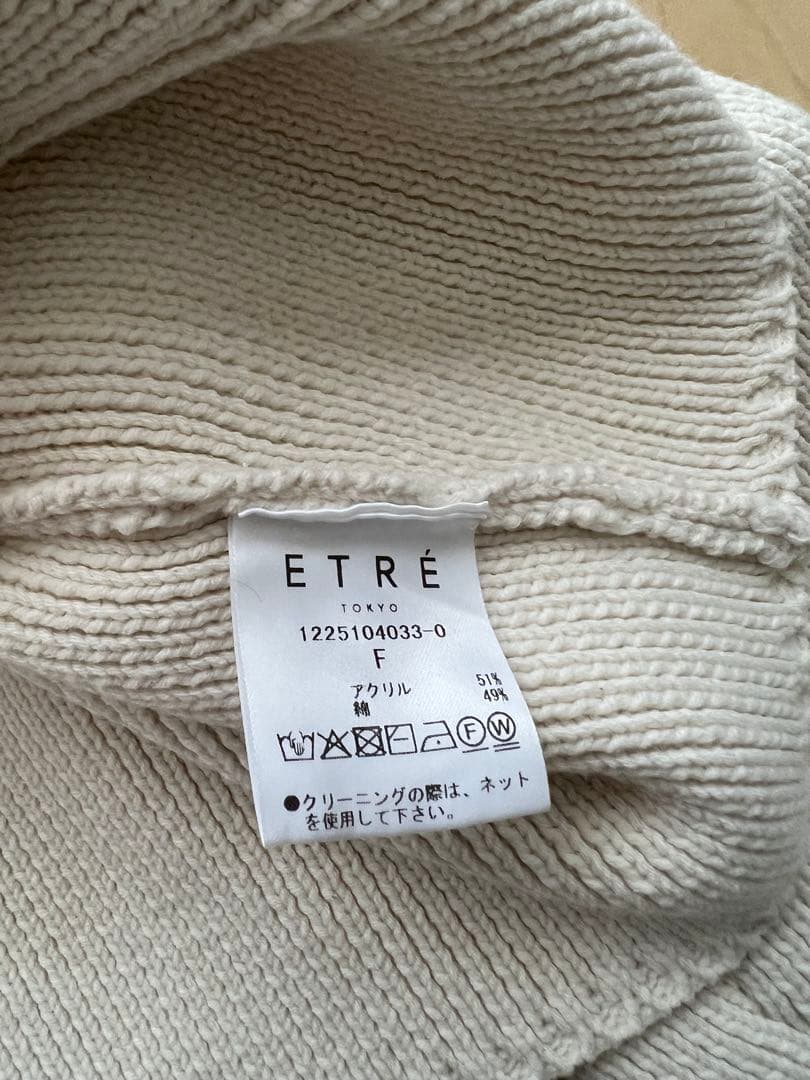 ETRÉ
TOKYO
1225104033-0
F
アクリル 51%
綿 49%
F W
●クリーニングの際は、ネット
を使用して下さい。